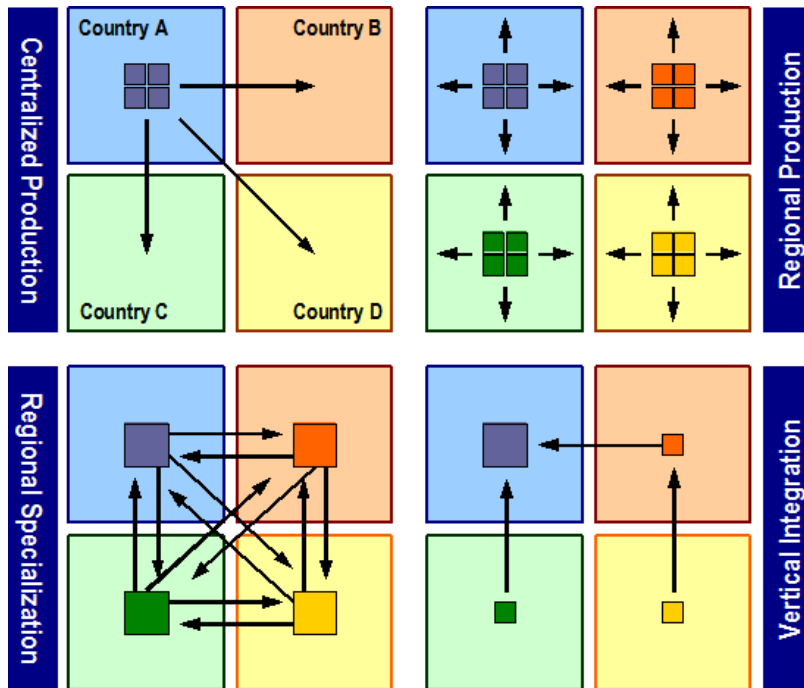 Centralized Production
Country A
Country B
Country C
Country D
Regional Production
Regional Specialization
Vertical Integration